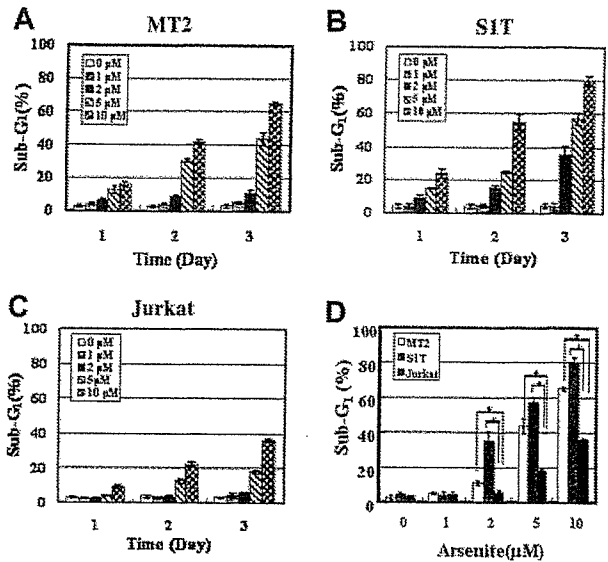 A
MT2
Sub-G1(%)
100
80
60
40
20
0
0 µM
1 µM
2 µM
5 µM
10 µM
1 2 3
Time (Day)
B
S1T
Sub-G1(%)
100
80
60
40
20
0
0 µM
1 µM
2 µM
5 µM
10 µM
1 2 3
Time (Day)
C
Jurkat
Sub-G1(%)
100
80
60
40
20
0
0 µM
1 µM
2 µM
5µM
10 µM
1 2 3
Time (Day)
D
Sub-G1 (%)
100
80
60
40
20
0
MT2
S1T
Jurkat
* * * * * *
0 1 2 5 10
Arsenite(µM)